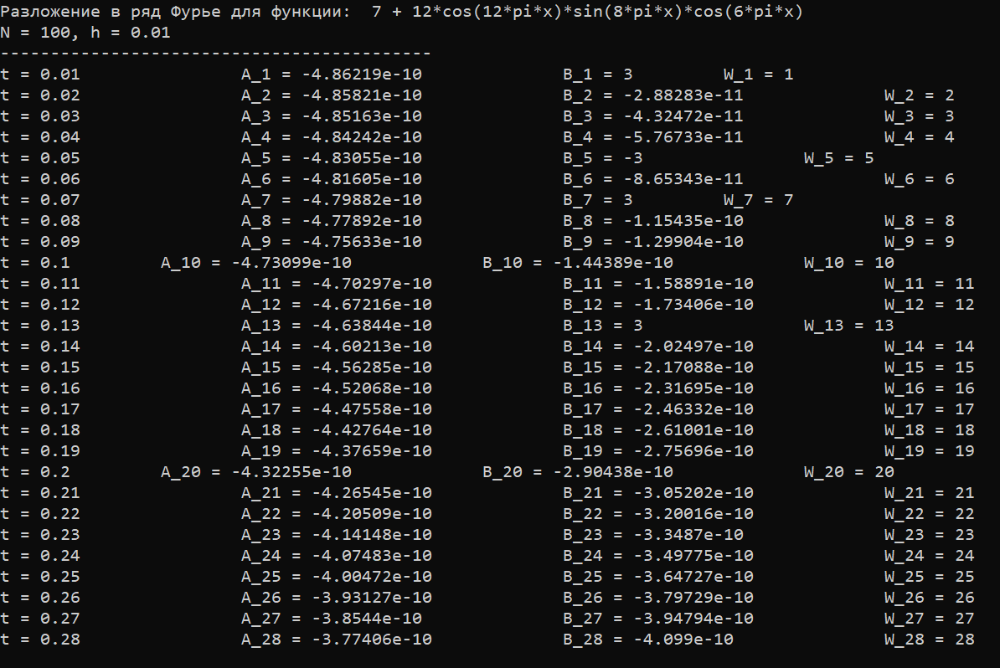 Разложение в ряд Фурье для функции:  7 + 12*cos(12*pi*x)*sin(8*pi*x)*cos(6*pi*x)
N = 100, h = 0.01
-------------------------------------------
t = 0.01 A_1 = -4.86219e-10 B_1 = 3 W_1 = 1
t = 0.02 A_2 = -4.85821e-10 B_2 = -2.88283e-11 W_2 = 2
t = 0.03 A_3 = -4.85163e-10 B_3 = -4.32472e-11 W_3 = 3
t = 0.04 A_4 = -4.84242e-10 B_4 = -5.76733e-11 W_4 = 4
t = 0.05 A_5 = -4.83055e-10 B_5 = -3 W_5 = 5
t = 0.06 A_6 = -4.81605e-10 B_6 = -8.65343e-11 W_6 = 6
t = 0.07 A_7 = -4.79882e-10 B_7 = 3 W_7 = 7
t = 0.08 A_8 = -4.77892e-10 B_8 = -1.15435e-10 W_8 = 8
t = 0.09 A_9 = -4.75633e-10 B_9 = -1.29904e-10 W_9 = 9
t = 0.1 A_10 = -4.73099e-10 B_10 = -1.44389e-10 W_10 = 10
t = 0.11 A_11 = -4.70297e-10 B_11 = -1.58891e-10 W_11 = 11
t = 0.12 A_12 = -4.67216e-10 B_12 = -1.73406e-10 W_12 = 12
t = 0.13 A_13 = -4.63844e-10 B_13 = 3 W_13 = 13
t = 0.14 A_14 = -4.60213e-10 B_14 = -2.02497e-10 W_14 = 14
t = 0.15 A_15 = -4.56285e-10 B_15 = -2.17088e-10 W_15 = 15
t = 0.16 A_16 = -4.52068e-10 B_16 = -2.31695e-10 W_16 = 16
t = 0.17 A_17 = -4.47558e-10 B_17 = -2.46332e-10 W_17 = 17
t = 0.18 A_18 = -4.42764e-10 B_18 = -2.61001e-10 W_18 = 18
t = 0.19 A_19 = -4.37659e-10 B_19 = -2.75696e-10 W_19 = 19
t = 0.2 A_20 = -4.32255e-10 B_20 = -2.90438e-10 W_20 = 20
t = 0.21 A_21 = -4.26545e-10 B_21 = -3.05202e-10 W_21 = 21
t = 0.22 A_22 = -4.20509e-10 B_22 = -3.20016e-10 W_22 = 22
t = 0.23 A_23 = -4.14148e-10 B_23 = -3.3487e-10 W_23 = 23
t = 0.24 A_24 = -4.07483e-10 B_24 = -3.49775e-10 W_24 = 24
t = 0.25 A_25 = -4.00472e-10 B_25 = -3.64727e-10 W_25 = 25
t = 0.26 A_26 = -3.93127e-10 B_26 = -3.79729e-10 W_26 = 26
t = 0.27 A_27 = -3.8544e-10 B_27 = -3.94794e-10 W_27 = 27
t = 0.28 A_28 = -3.77406e-10 B_28 = -4.099e-10 W_28 = 28